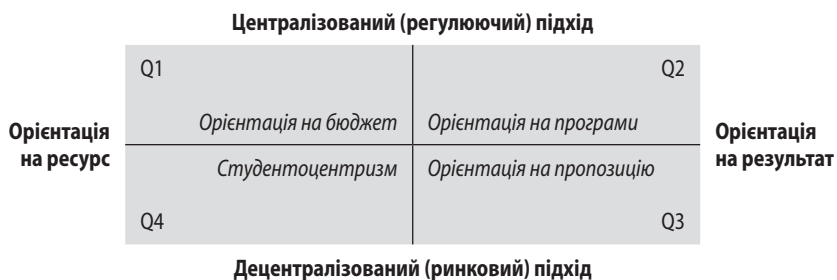 Централізований (регулюючий) підхід
Q1 Q2
Орієнтація на бюджет Орієнтація на програми
Орієнтація
на ресурс
Орієнтація
на результат
Студентоцентризм Орієнтація на пропозицію
Q4 Q3
Децентралізований (ринковий) підхід